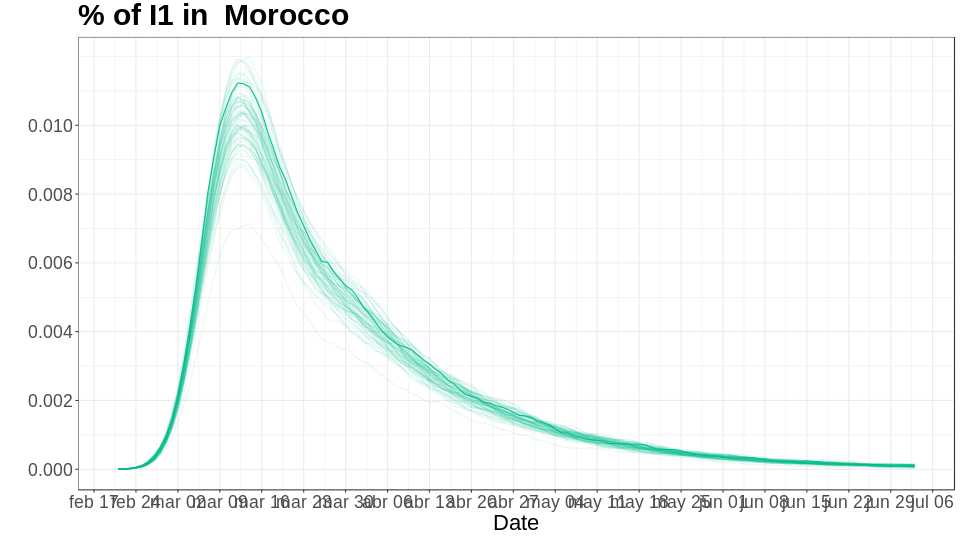 % of I1 in  Morocco
0.010
0.008
0.006
0.004
0.002
0.000
feb 17 feb 24 mar 02 mar 09 mar 16 mar 23 mar 30 abr 06 abr 13 abr 20 abr 27 may 04 may 11 may 18 may 25 jun 01 jun 08 jun 15 jun 22 jun 29 jul 06
Date